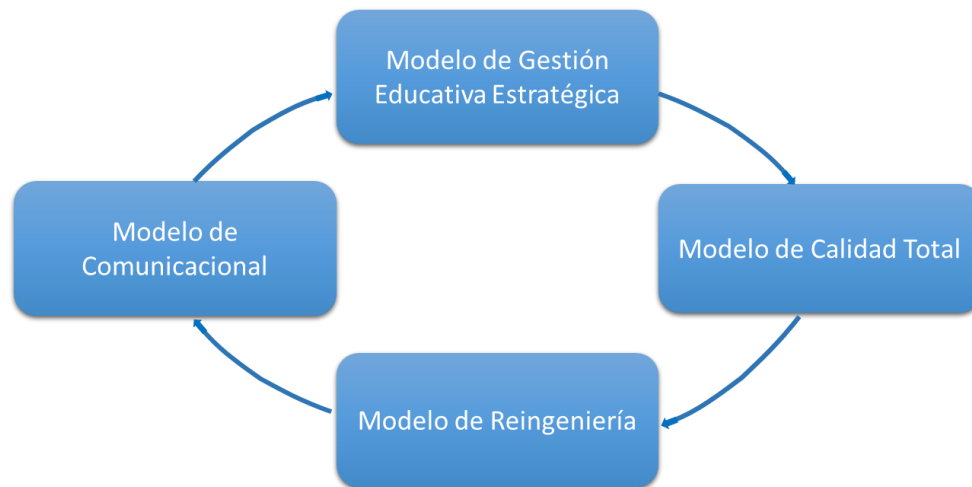 Modelo de Gestión
Educativa Estratégica
Modelo de Calidad Total
Modelo de Reingeniería
Modelo de
Comunicacional